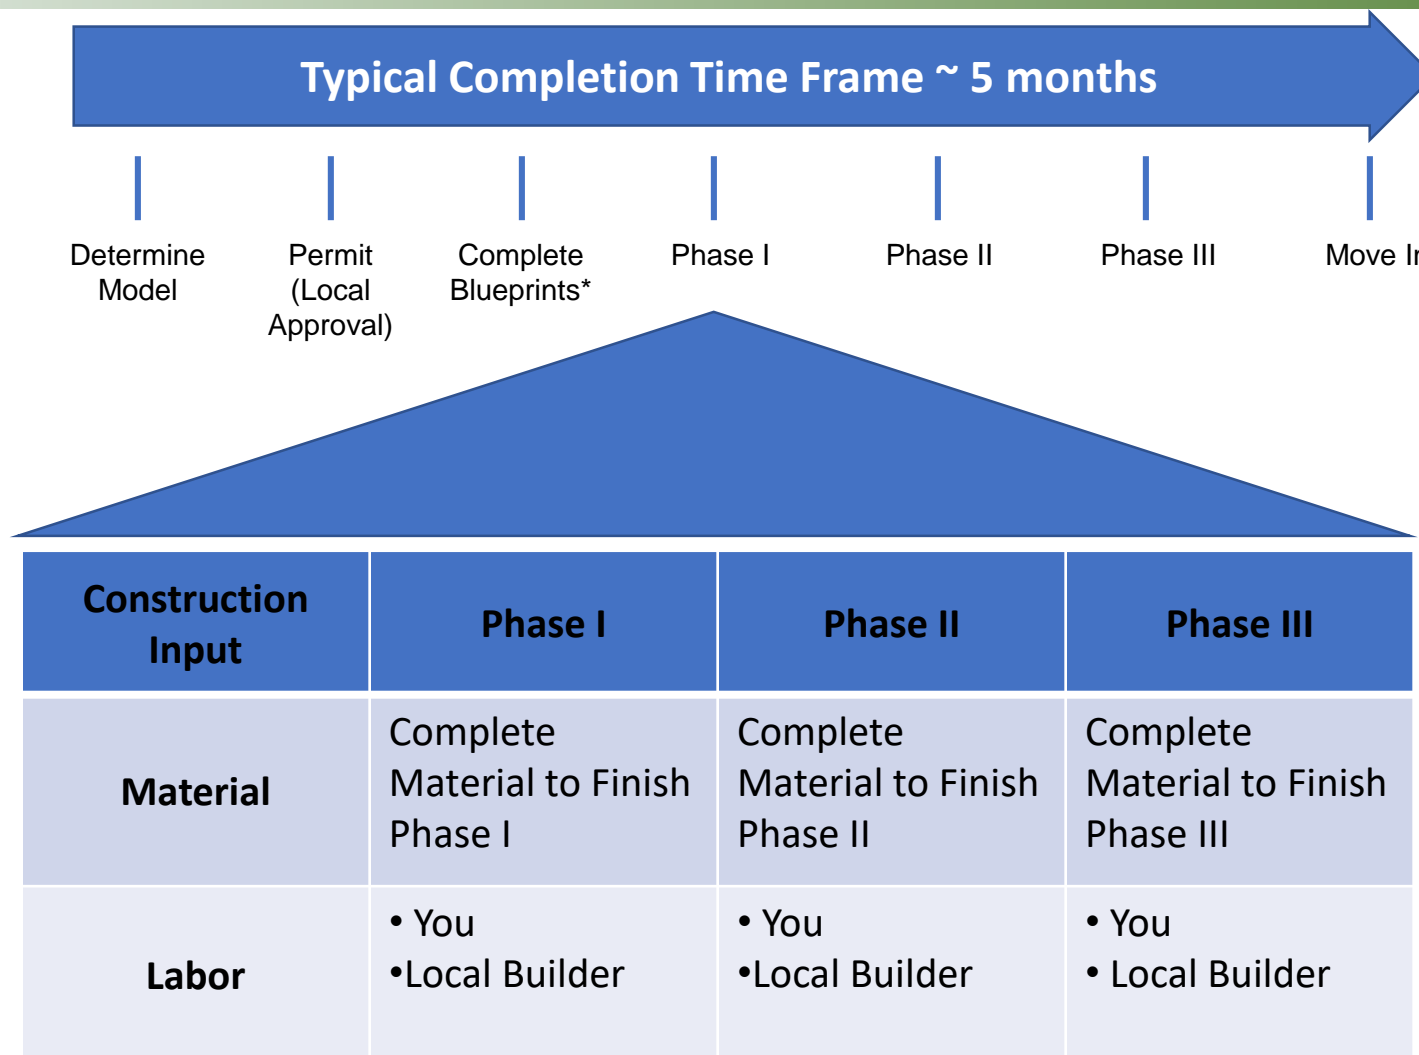 Typical Completion Time Frame ~ 5 months
Determine
Model
Permit
(Local
Approval)
Complete
Blueprints*
Phase I
Phase II
Phase III
Move In
Construction
Input
Phase I
Phase II
Phase III
Material
Complete
Material to Finish
Phase I
Complete
Material to Finish
Phase II
Complete
Material to Finish
Phase III
Labor
• You
•Local Builder
• You
•Local Builder
• You
• Local Builder